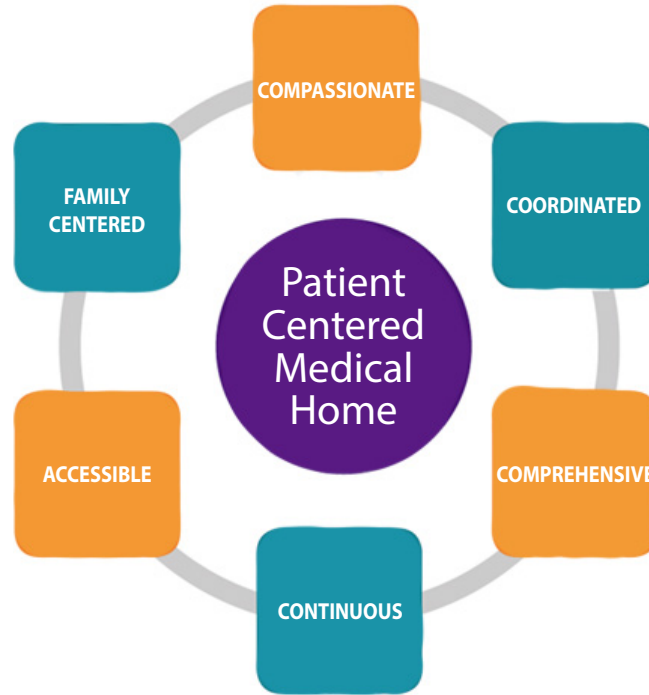 COMPASSIONATE
FAMILY
CENTERED
COORDINATED
Patient
Centered
Medical
Home
ACCESSIBLE
COMPREHENSIVE
CONTINUOUS